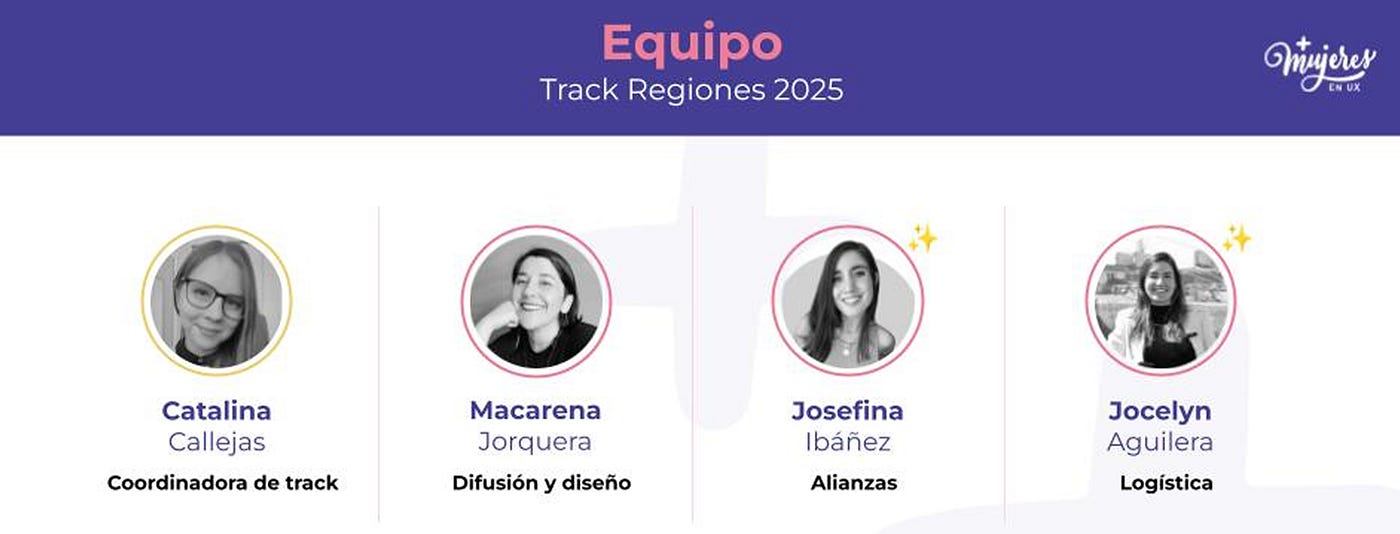 Equipo
Track Regiones 2025
+mujeres
EN UX
Catalina
Callejas
Coordinadora de track
Macarena
Jorquera
Difusión y diseño
Josefina
Ibáñez
Alianzas
Jocelyn
Aguilera
Logística